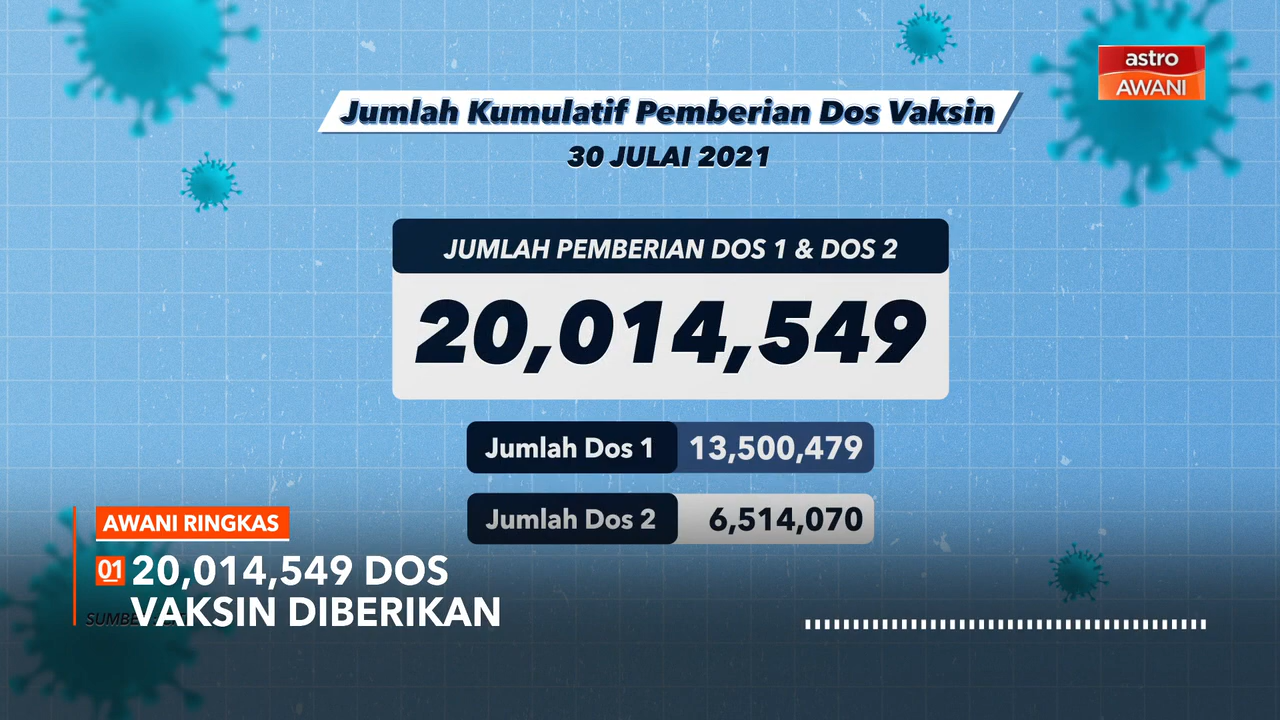 astro
AWANI
Jumlah Kumulatif Pemberian Dos Vaksin
30 JULAI 2021
JUMLAH PEMBERIAN DOS 1 & DOS 2
20,014,549
Jumlah Dos 1 13,500,479
Jumlah Dos 2 6,514,070
AWANI RINGKAS
01 20,014,549 DOS
VAKSIN DIBERIKAN